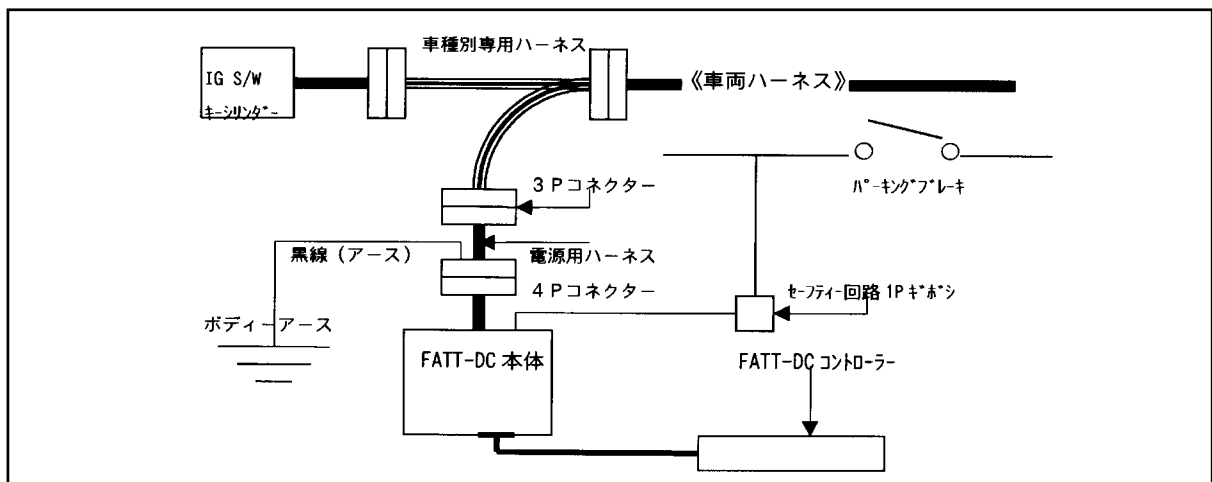 車種別専用ハーネス
IG S/W
キーシリンダー
《車両ハーネス》
3Pコネクター
パーキングブレーキ
黒線(アース)
電源用ハーネス
4Pコネクター
セーフティー回路 1P ギボシ
ボディーアース
FATT-DC 本体
FATT-DC コントローラー